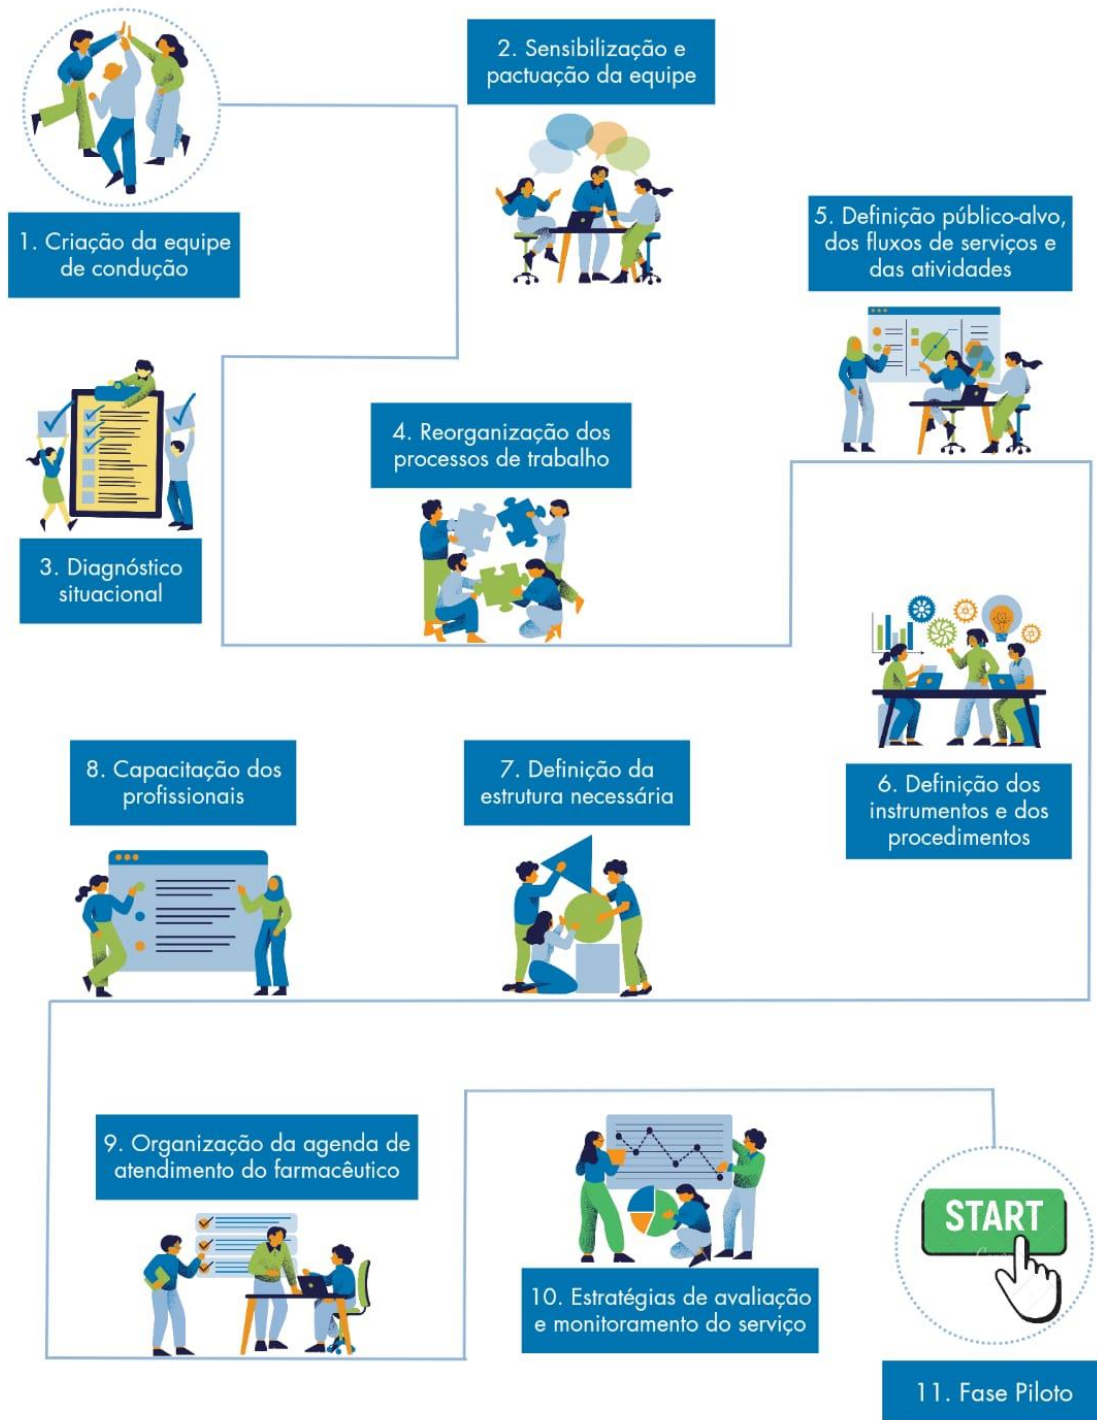 1. Criação da equipe
de condução
2. Sensibilização e
pactuação da equipe
3. Diagnóstico
situacional
4. Reorganização dos
processos de trabalho
5. Definição público-alvo,
dos fluxos de serviços e
das atividades
6. Definição dos
instrumentos e dos
procedimentos
7. Definição da
estrutura necessária
8. Capacitação dos
profissionais
9. Organização da agenda de
atendimento do farmacêutico
10. Estratégias de avaliação
e monitoramento do serviço
START
11. Fase Piloto